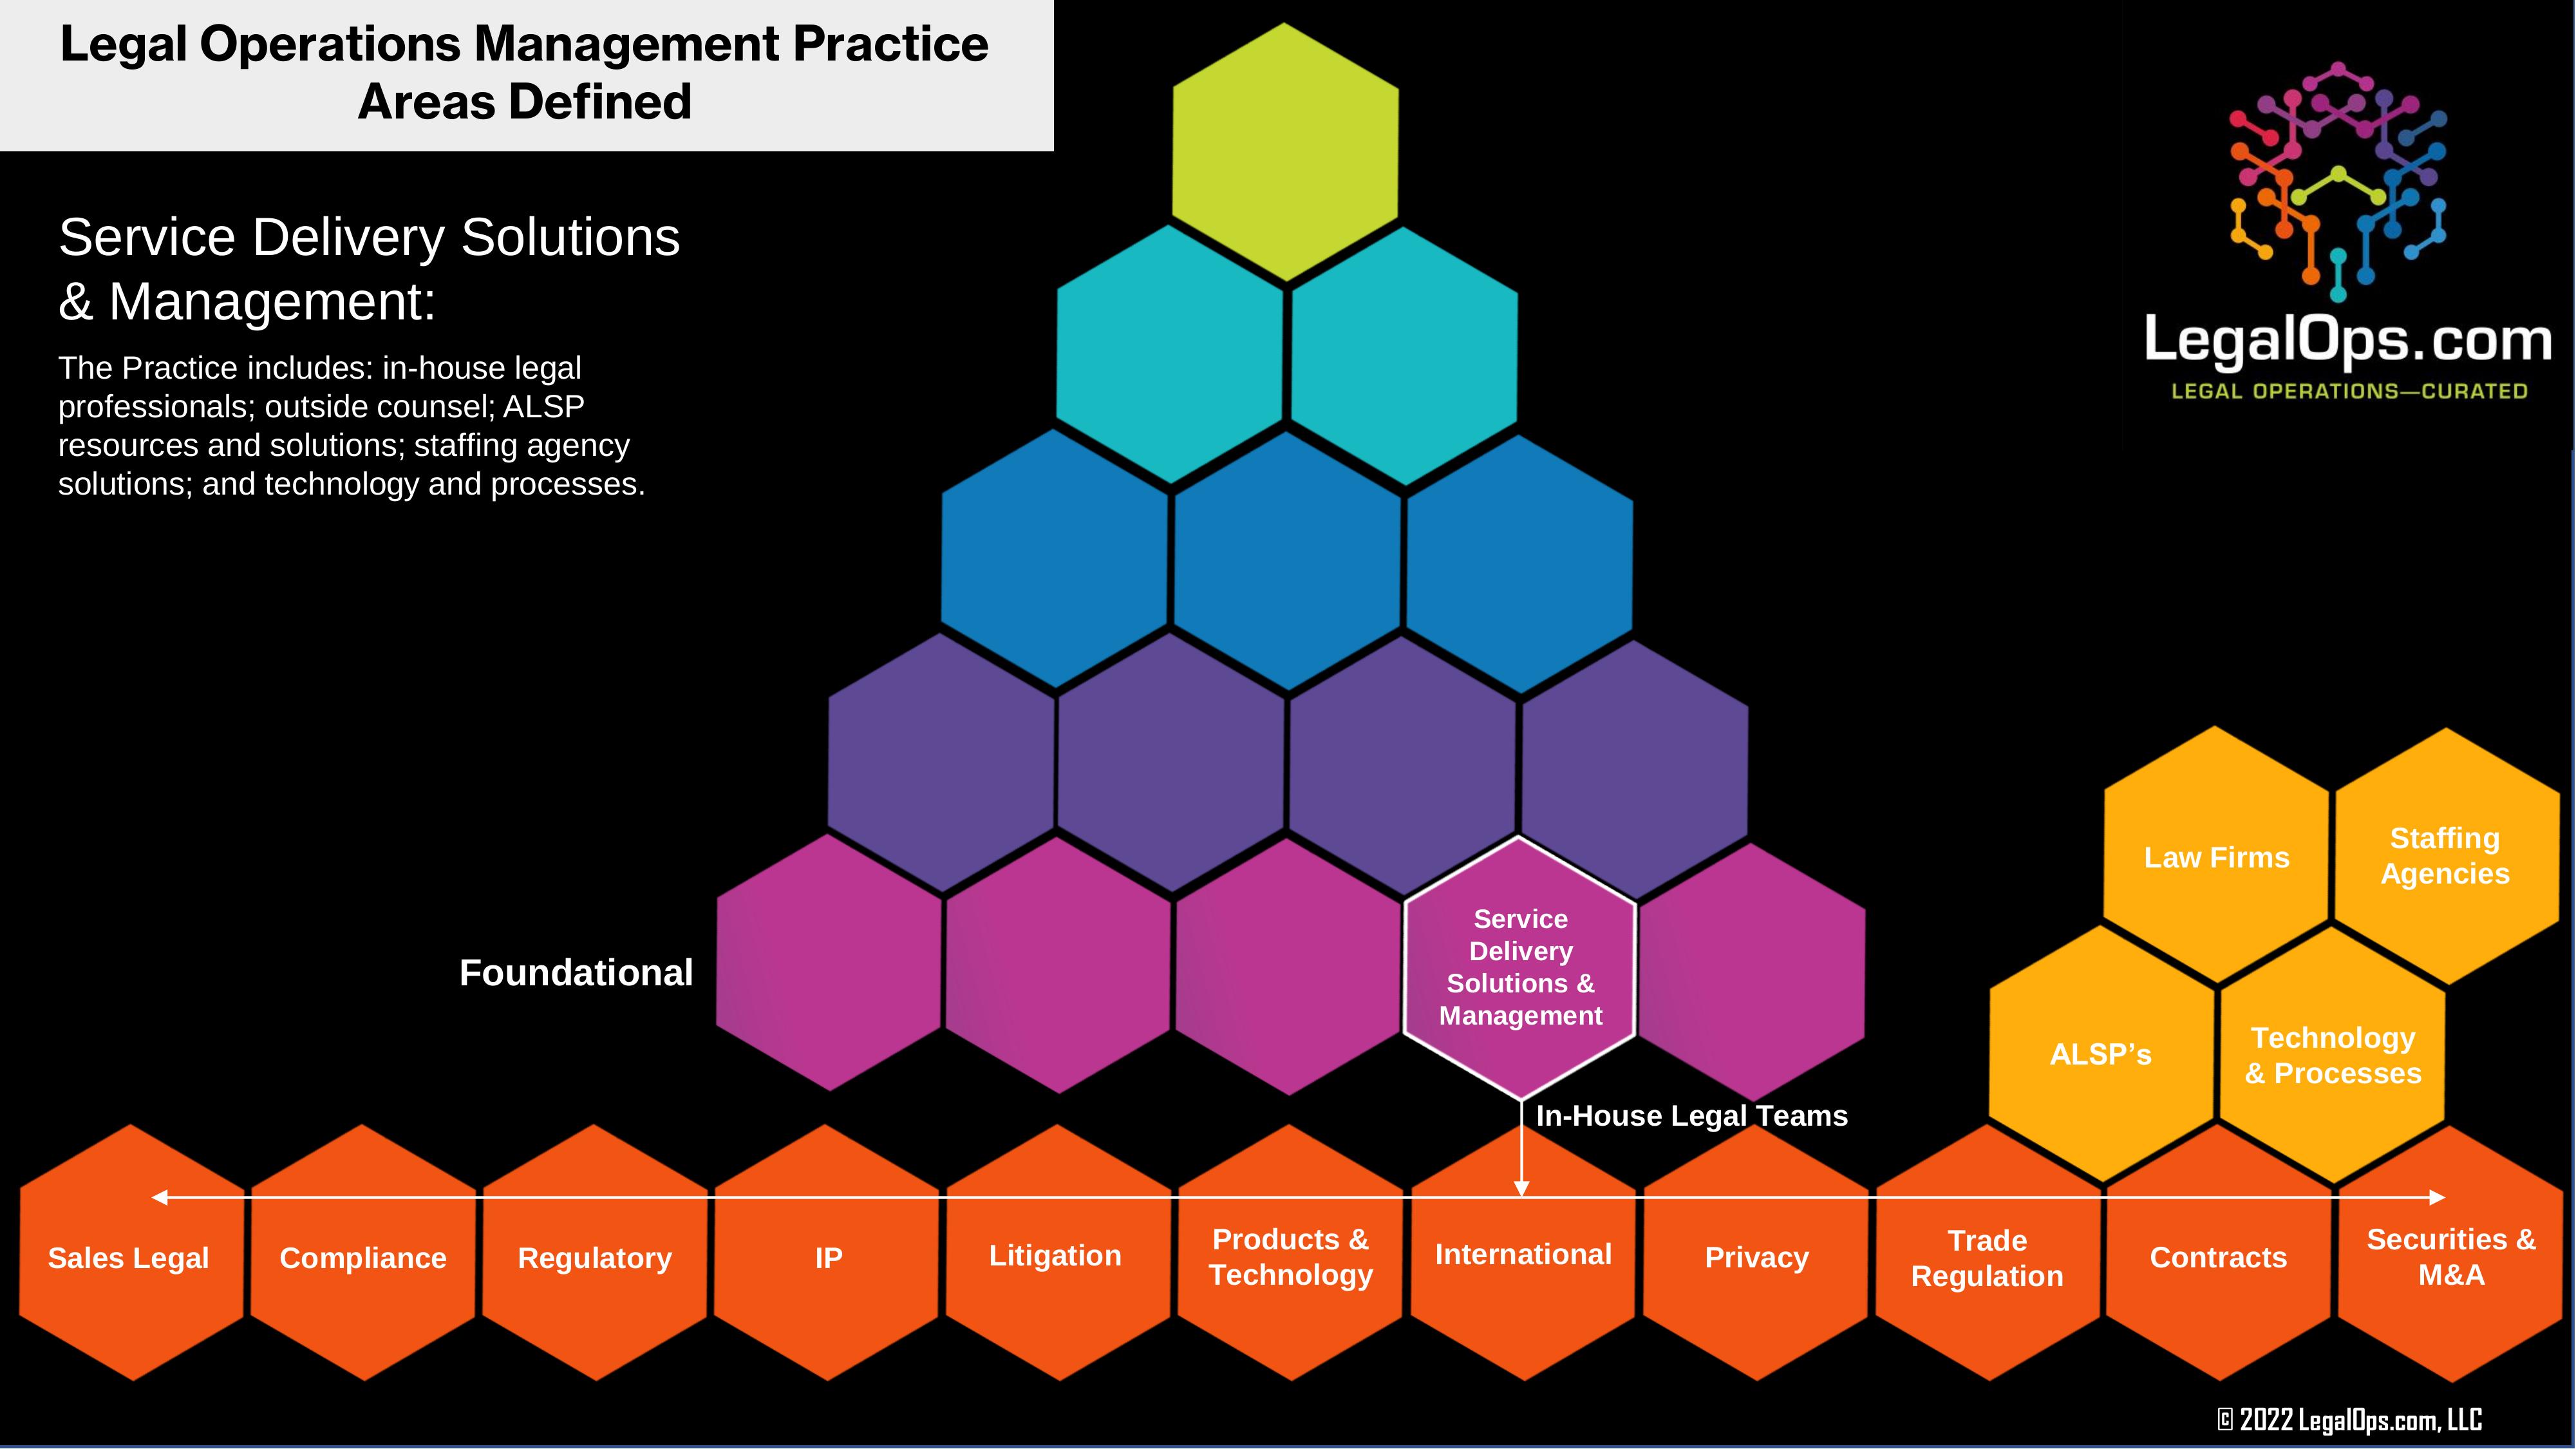 Legal Operations Management Practice
Areas Defined
Service Delivery Solutions
& Management:
The Practice includes: in-house legal
professionals; outside counsel; ALSP
resources and solutions; staffing agency
solutions; and technology and processes.
LegalOps.com
LEGAL OPERATIONS—CURATED
Law Firms
Staffing
Agencies
Service
Delivery
Solutions &
Management
Foundational
ALSP’s
Technology
& Processes
In-House Legal Teams
Sales Legal
Compliance
Regulatory
IP
Litigation
Products &
Technology
International
Privacy
Trade
Regulation
Contracts
Securities &
M&A
© 2022 LegalOps.com, LLC